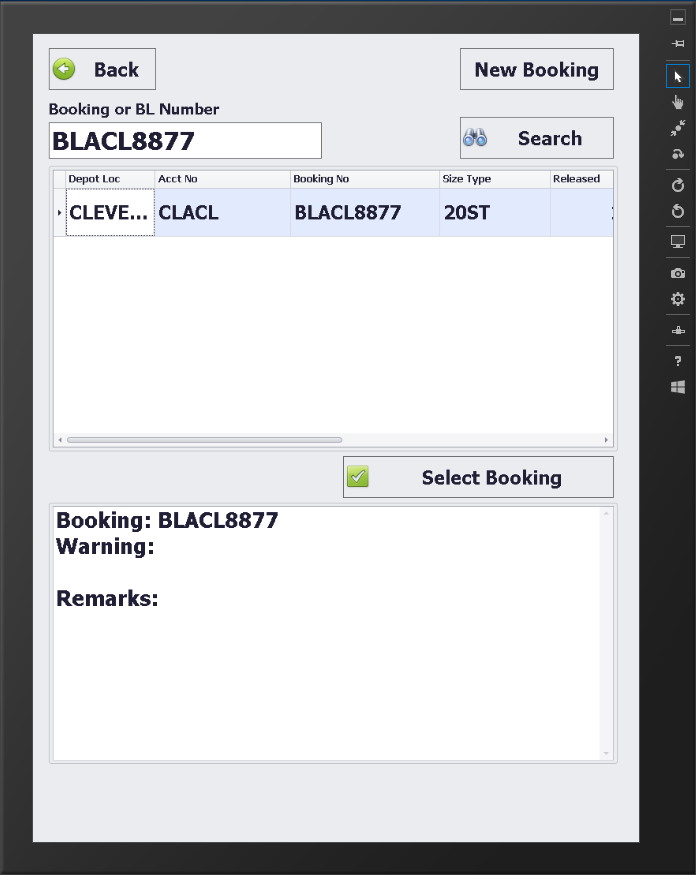 Back
New Booking
Booking or BL Number
BLACL8877
Search
Depot Loc Acct No Booking No Size Type Released
CLEVE... CLACL BLACL8877 20ST
Select Booking
Booking: BLACL8877
Warning:
Remarks:
?